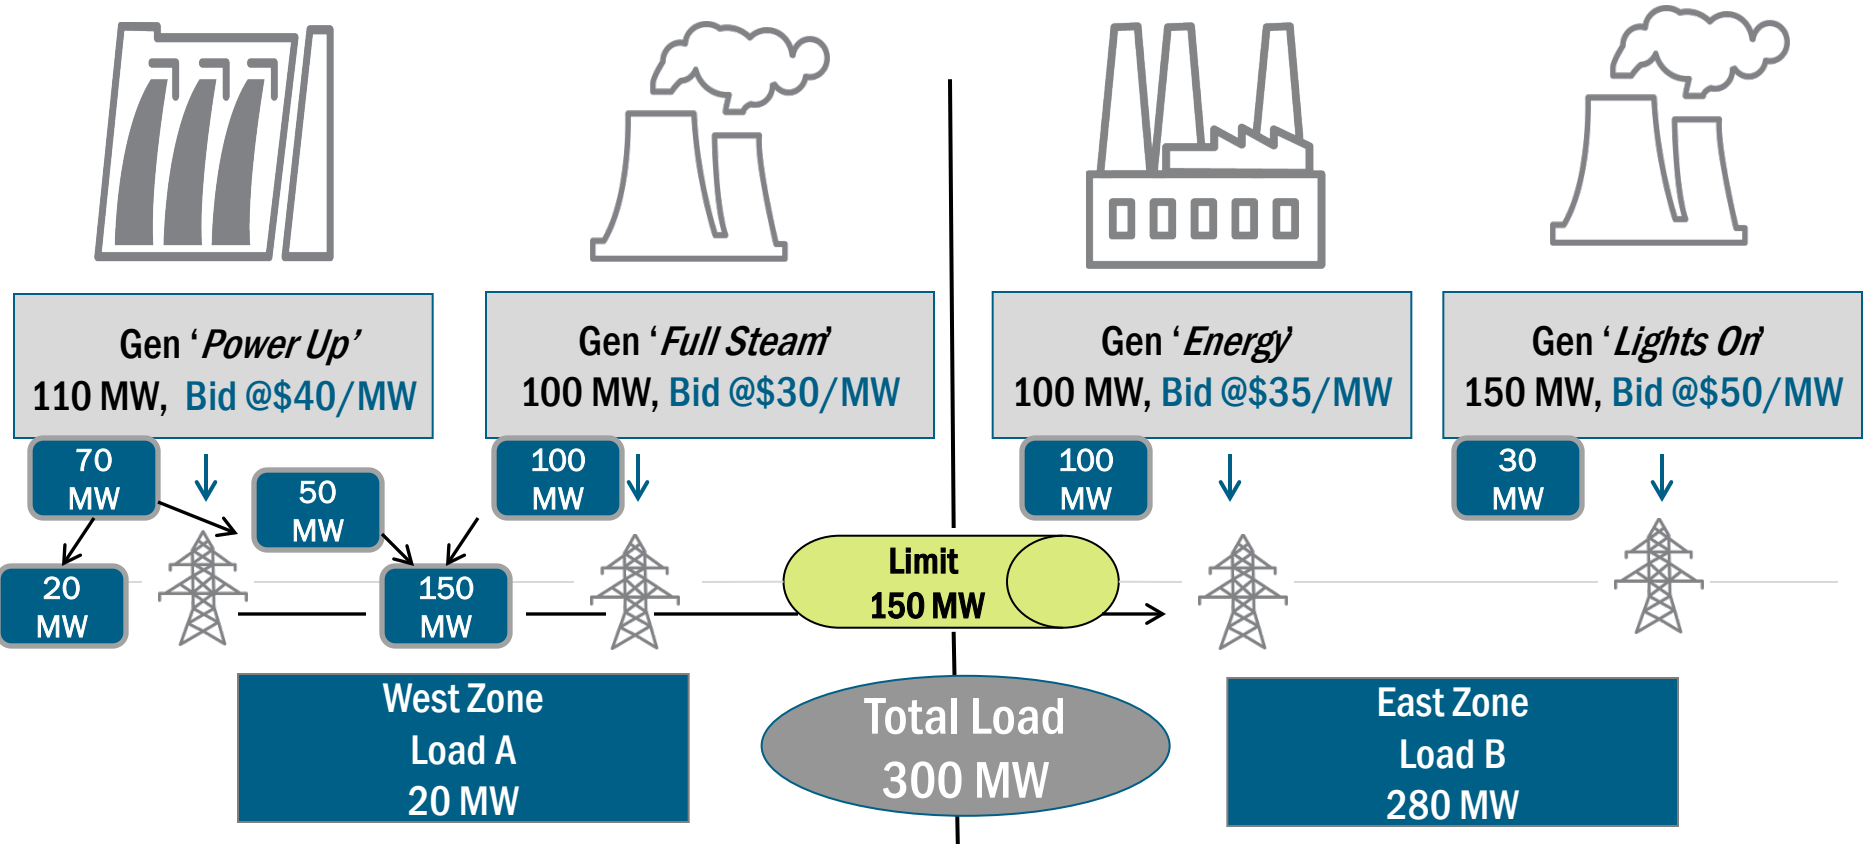 Gen ‘Power Up’
110 MW, Bid @$40/MW
Gen ‘Full Steam’
100 MW, Bid @$30/MW
Gen ‘Energy’
100 MW, Bid @$35/MW
Gen ‘Lights On’
150 MW, Bid @$50/MW
70
MW
50
MW
100
MW
100
MW
30
MW
20
MW
150
MW
Limit
150 MW
West Zone
Load A
20 MW
Total Load
300 MW
East Zone
Load B
280 MW